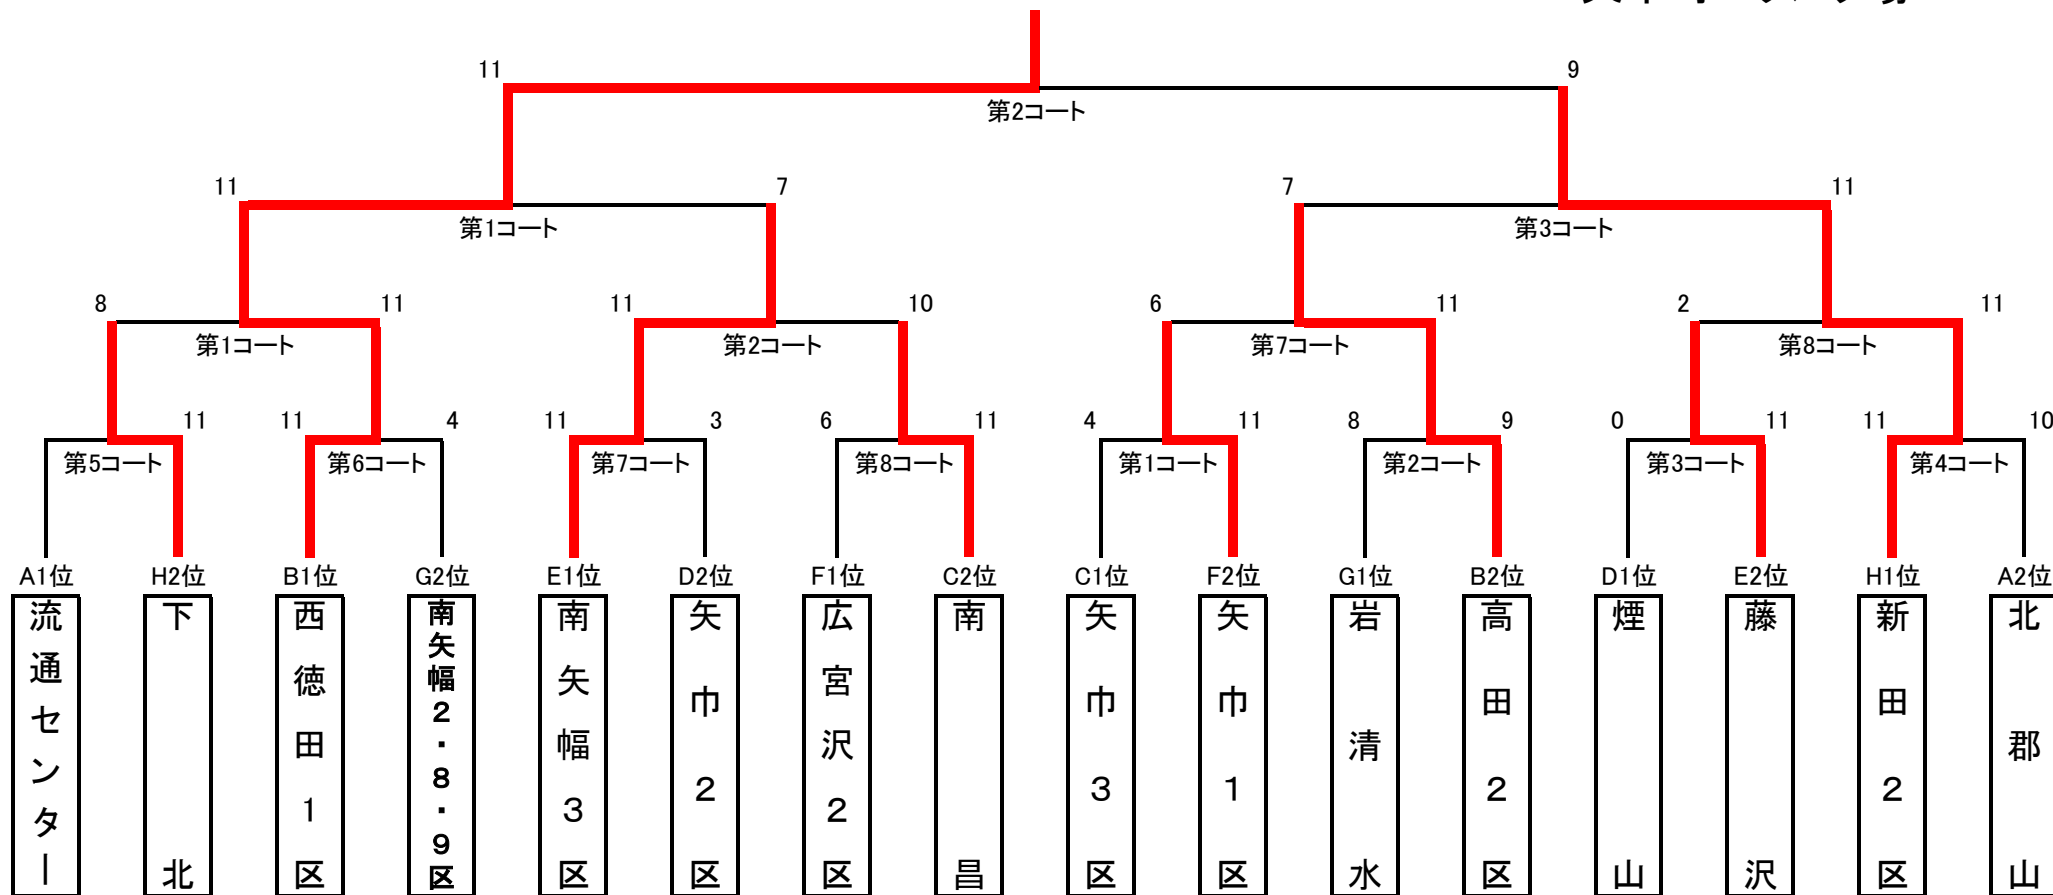 11 9
第2コート
11 7 7 11
第1コート 第3コート
8 11 11 10 6 11 2 11
第1コート 第2コート 第7コート 第8コート
11 11 4 11 3 6 11 4 11 8 9 0 11 11 10
第5コート 第6コート 第7コート 第8コート 第1コート 第2コート 第3コート 第4コート
A1位 H2位 B1位 G2位 E1位 D2位 F1位 C2位 C1位 F2位 G1位 B2位 D1位 E2位 H1位 A2位
流通センター
下北
西徳田1区
南矢幅2・8・9区
南矢幅3区
矢巾2区
広宮沢2区
南昌
矢巾3区
矢巾1区
岩清水
高田2区
煙山
藤沢
新田2区
北郡山